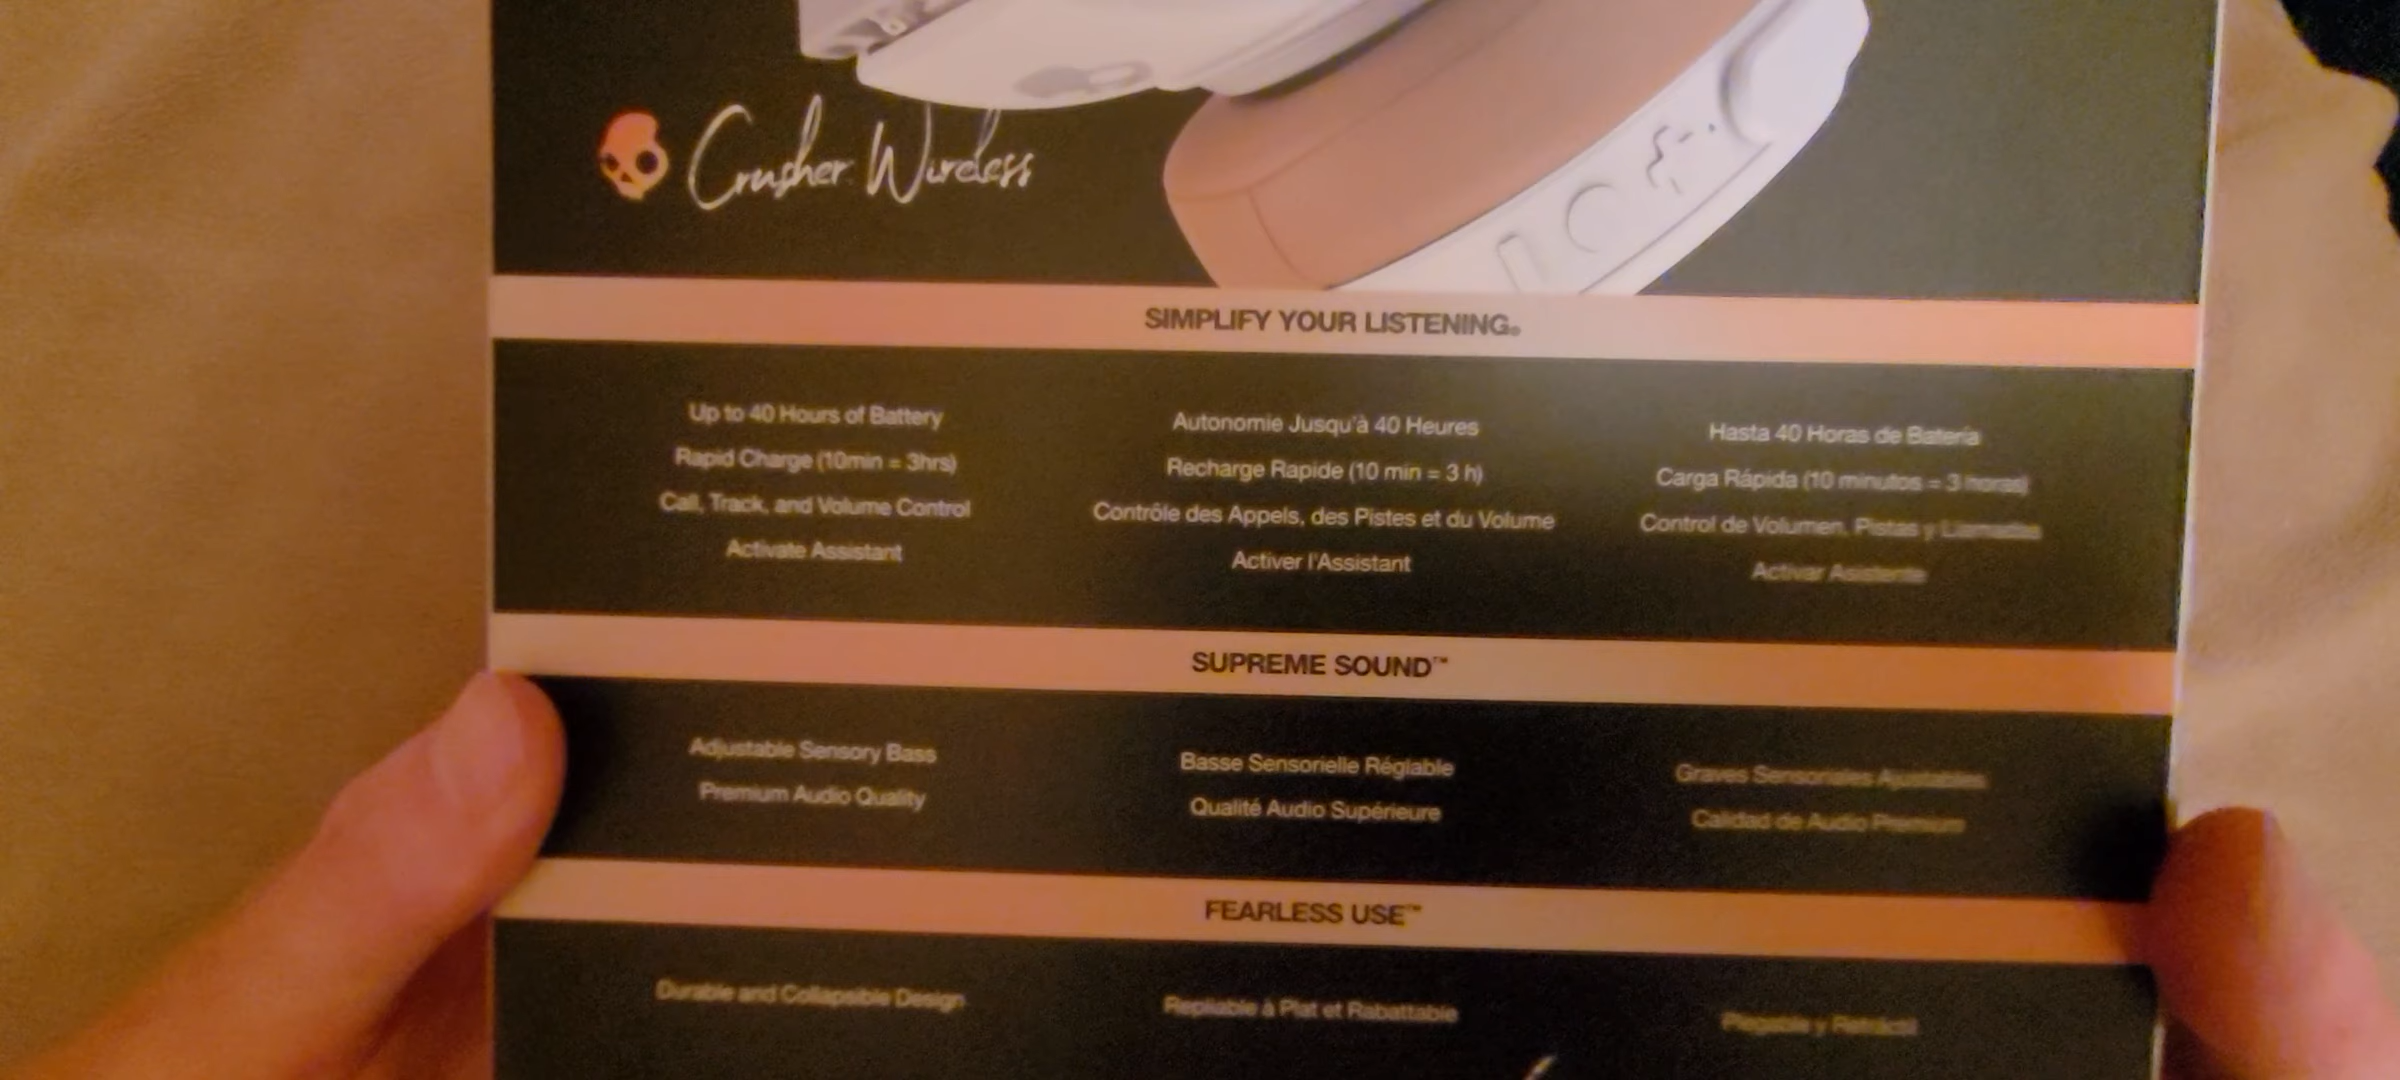 Crusher Wireless
SIMPLIFY YOUR LISTENING®
Up to 40 Hours of Battery
Rapid Charge (10min = 3hrs)
Call, Track, and Volume Control
Activate Assistant
Autonomie Jusqu'à 40 Heures
Recharge Rapide (10 min = 3 h)
Contrôle des Appels, des Pistes et du Volume
Activer l'Assistant
Hasta 40 Horas de Batería
Carga Rápida (10 minutos = 3 horas)
Control de Volumen, Pistas y Llamadas
Activar Asistente
SUPREME SOUND™
Adjustable Sensory Bass
Premium Audio Quality
Basse Sensorielle Réglable
Qualité Audio Supérieure
Graves Sensoriales Ajustables
Calidad de Audio Premium
FEARLESS USE™
Durable and Collapsible Design
Repliable à Plat et Rabattable
Plegable y Retráctil